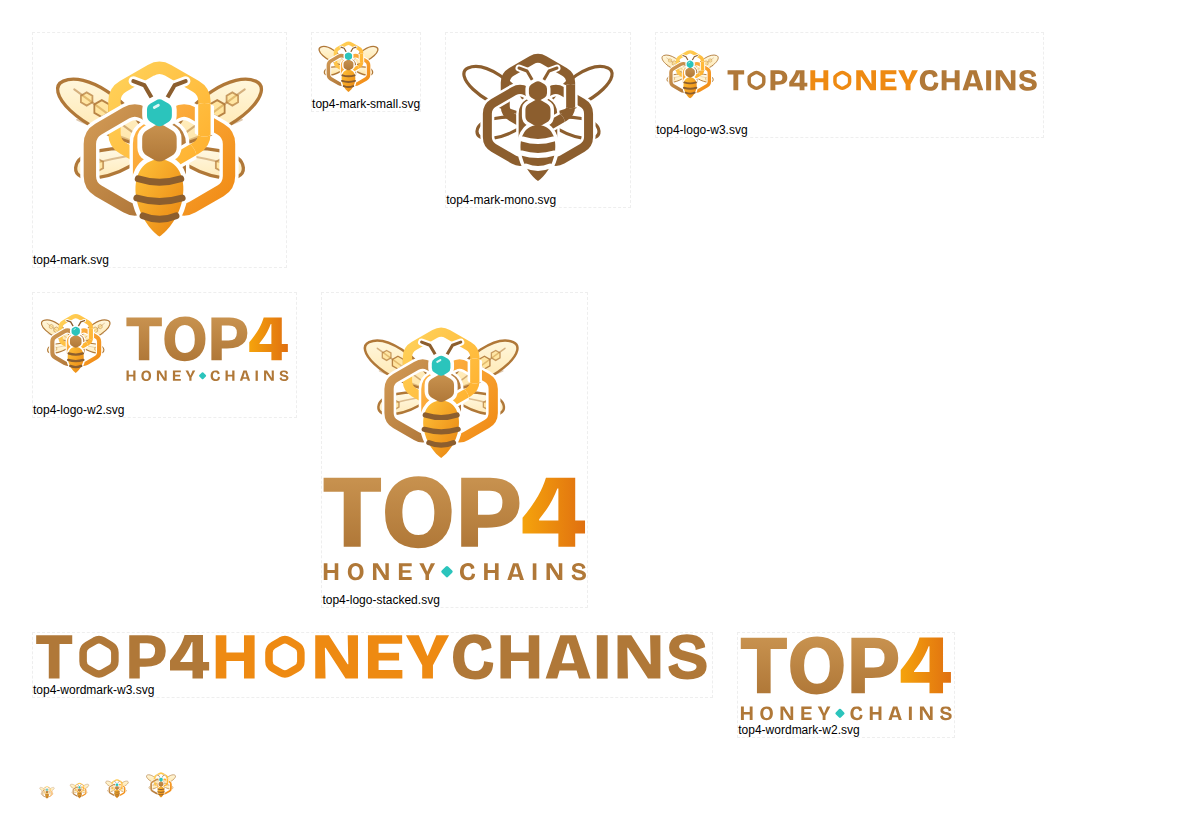 top4-mark.svg
top4-mark-small.svg
top4-mark-mono.svg
TOP4HONEYCHAINS
top4-logo-w3.svg
TOP4
HONEY◆CHAINS
top4-logo-w2.svg
TOP4
HONEY◆CHAINS
top4-logo-stacked.svg
TOP4HONEYCHAINS
top4-wordmark-w3.svg
TOP4
HONEY◆CHAINS
top4-wordmark-w2.svg